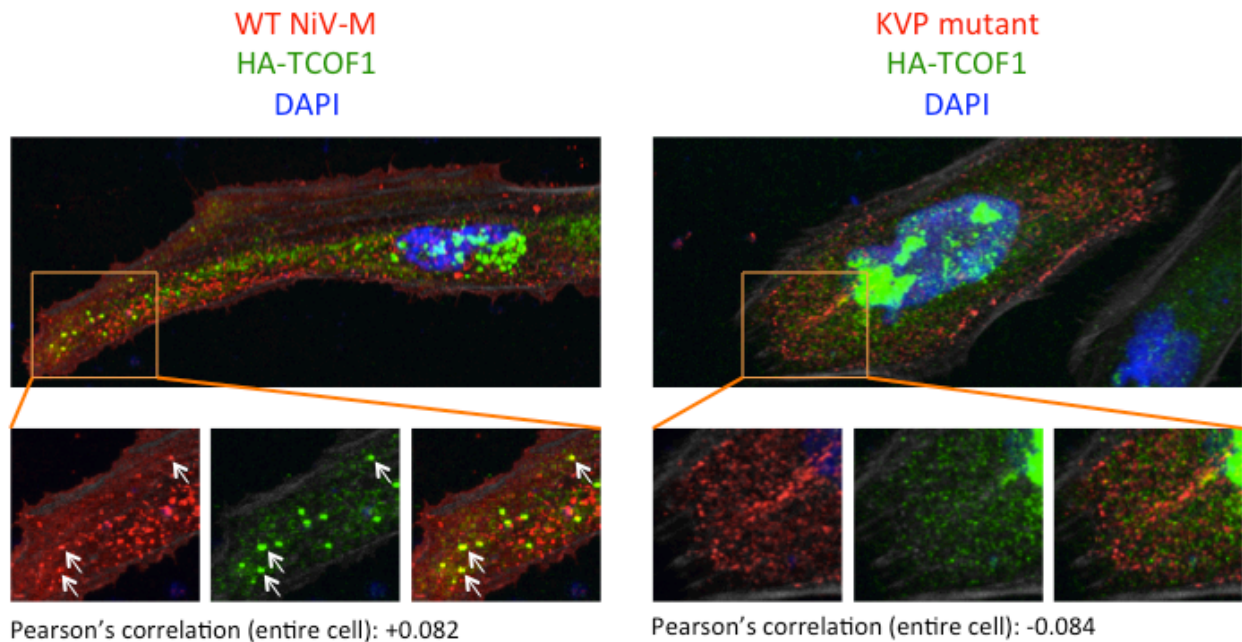 WT NiV-M
HA-TCOF1
DAPI
KVP mutant
HA-TCOF1
DAPI
Pearson's correlation (entire cell): +0.082
Pearson's correlation (entire cell): -0.084